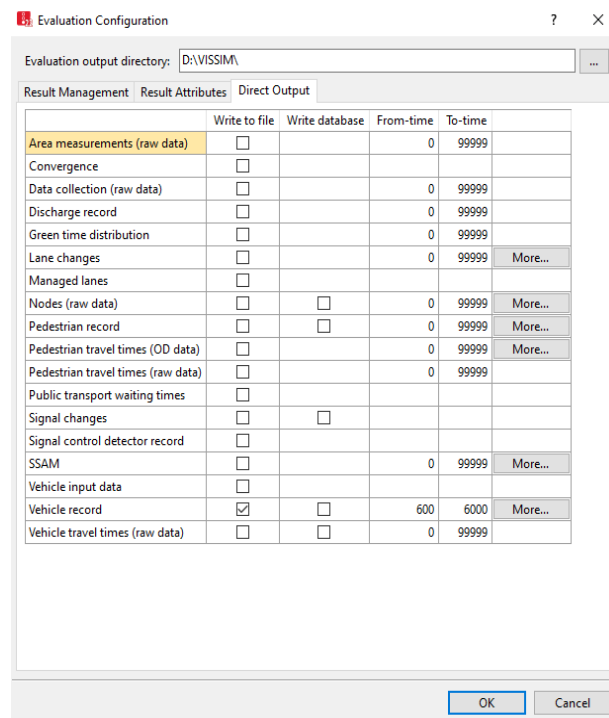 Evaluation Configuration ? ×
Evaluation output directory: D:\VISSIM\ ...
Result Management Result Attributes Direct Output
Write to file Write database From-time To-time
Area measurements (raw data) 0 99999
Convergence
Data collection (raw data) 0 99999
Discharge record 0 99999
Green time distribution 0 99999
Lane changes 0 99999 More...
Managed lanes
Nodes (raw data) 0 99999 More...
Pedestrian record 0 99999 More...
Pedestrian travel times (OD data) 0 99999 More...
Pedestrian travel times (raw data) 0 99999
Public transport waiting times
Signal changes
Signal control detector record
SSAM 0 99999 More...
Vehicle input data
Vehicle record 600 6000 More...
Vehicle travel times (raw data) 0 99999
OK Cancel